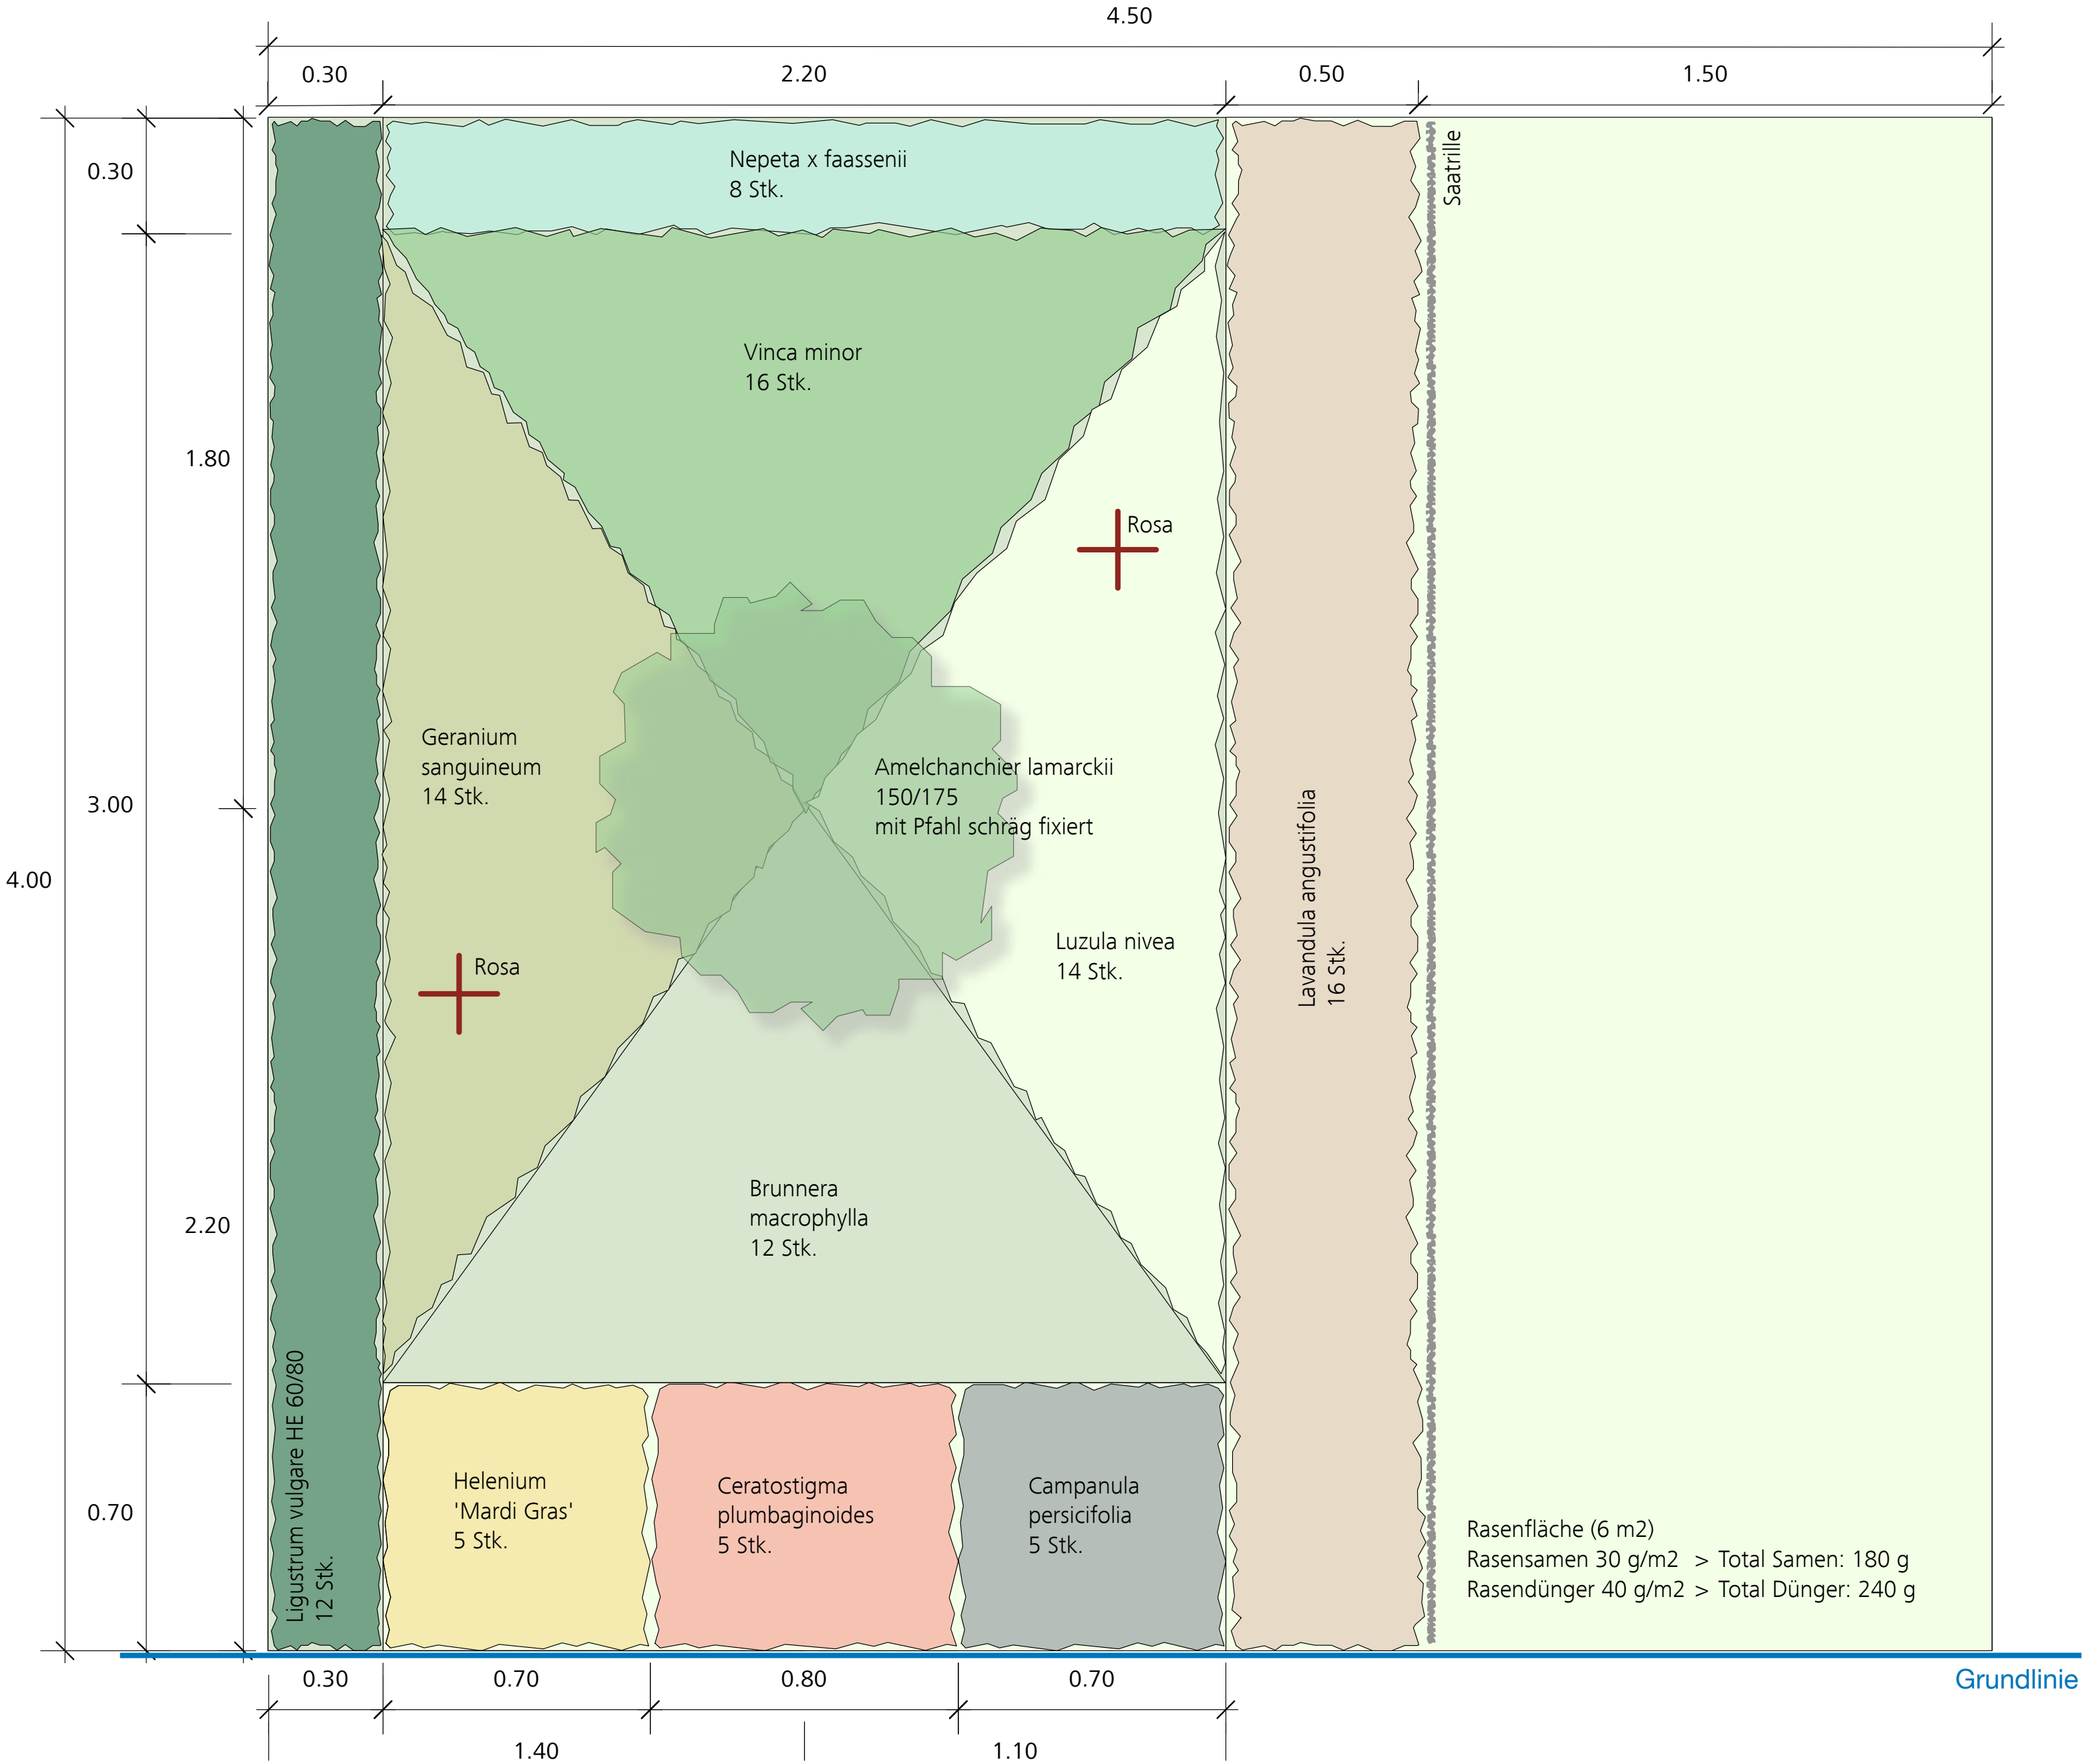 4.50
0.30
2.20
0.50
1.50
0.30
1.80
3.00
4.00
2.20
0.70
Nepeta x faassenii
8 Stk.
Saatrille
Vinca minor
16 Stk.
Rosa
Geranium
sanguineum
14 Stk.
Amelchanchier lamarckii
150/175
mit Pfahl schräg fixiert
Rosa
Luzula nivea
14 Stk.
Lavandula angustifolia
16 Stk.
Brunnera
macrophylla
12 Stk.
Ligustrum vulgare HE 60/80
12 Stk.
Helenium
'Mardi Gras'
5 Stk.
Ceratostigma
plumbaginoides
5 Stk.
Campanula
persicifolia
5 Stk.
Rasenfläche (6 m2)
Rasensamen 30 g/m2 > Total Samen: 180 g
Rasendünger 40 g/m2 > Total Dünger: 240 g
Grundlinie
0.30
0.70
0.80
0.70
1.40
1.10